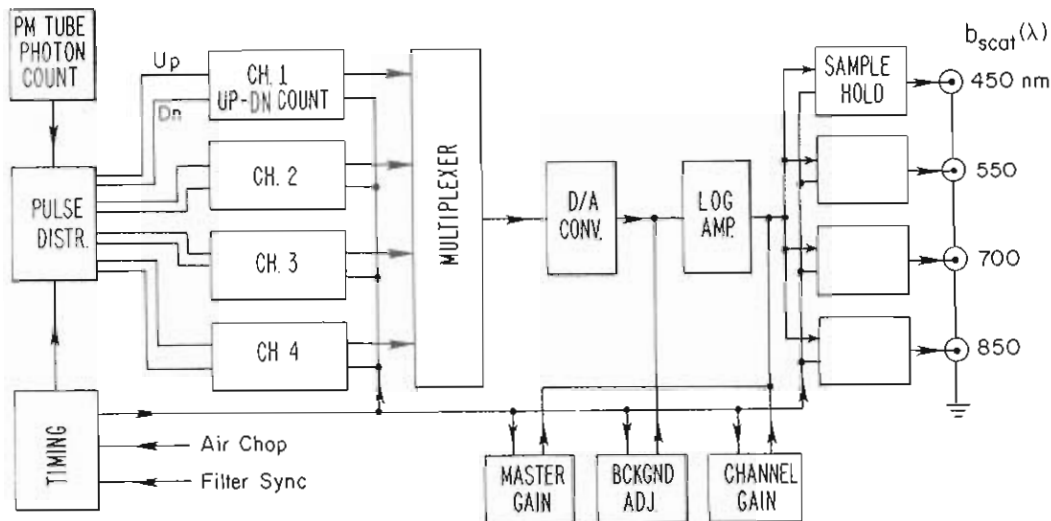 PM TUBE
PHOTON
COUNT
Up
Dn
CH. 1
UP-DN COUNT
CH. 2
CH. 3
CH 4
PULSE
DISTR.
MULTIPLEXER
D/A
CONV.
LOG
AMP.
SAMPLE
HOLD
bscat(λ)
450 nm
550
700
850
TIMING
Air Chop
Filter Sync
MASTER
GAIN
BCKGND
ADJ.
CHANNEL
GAIN